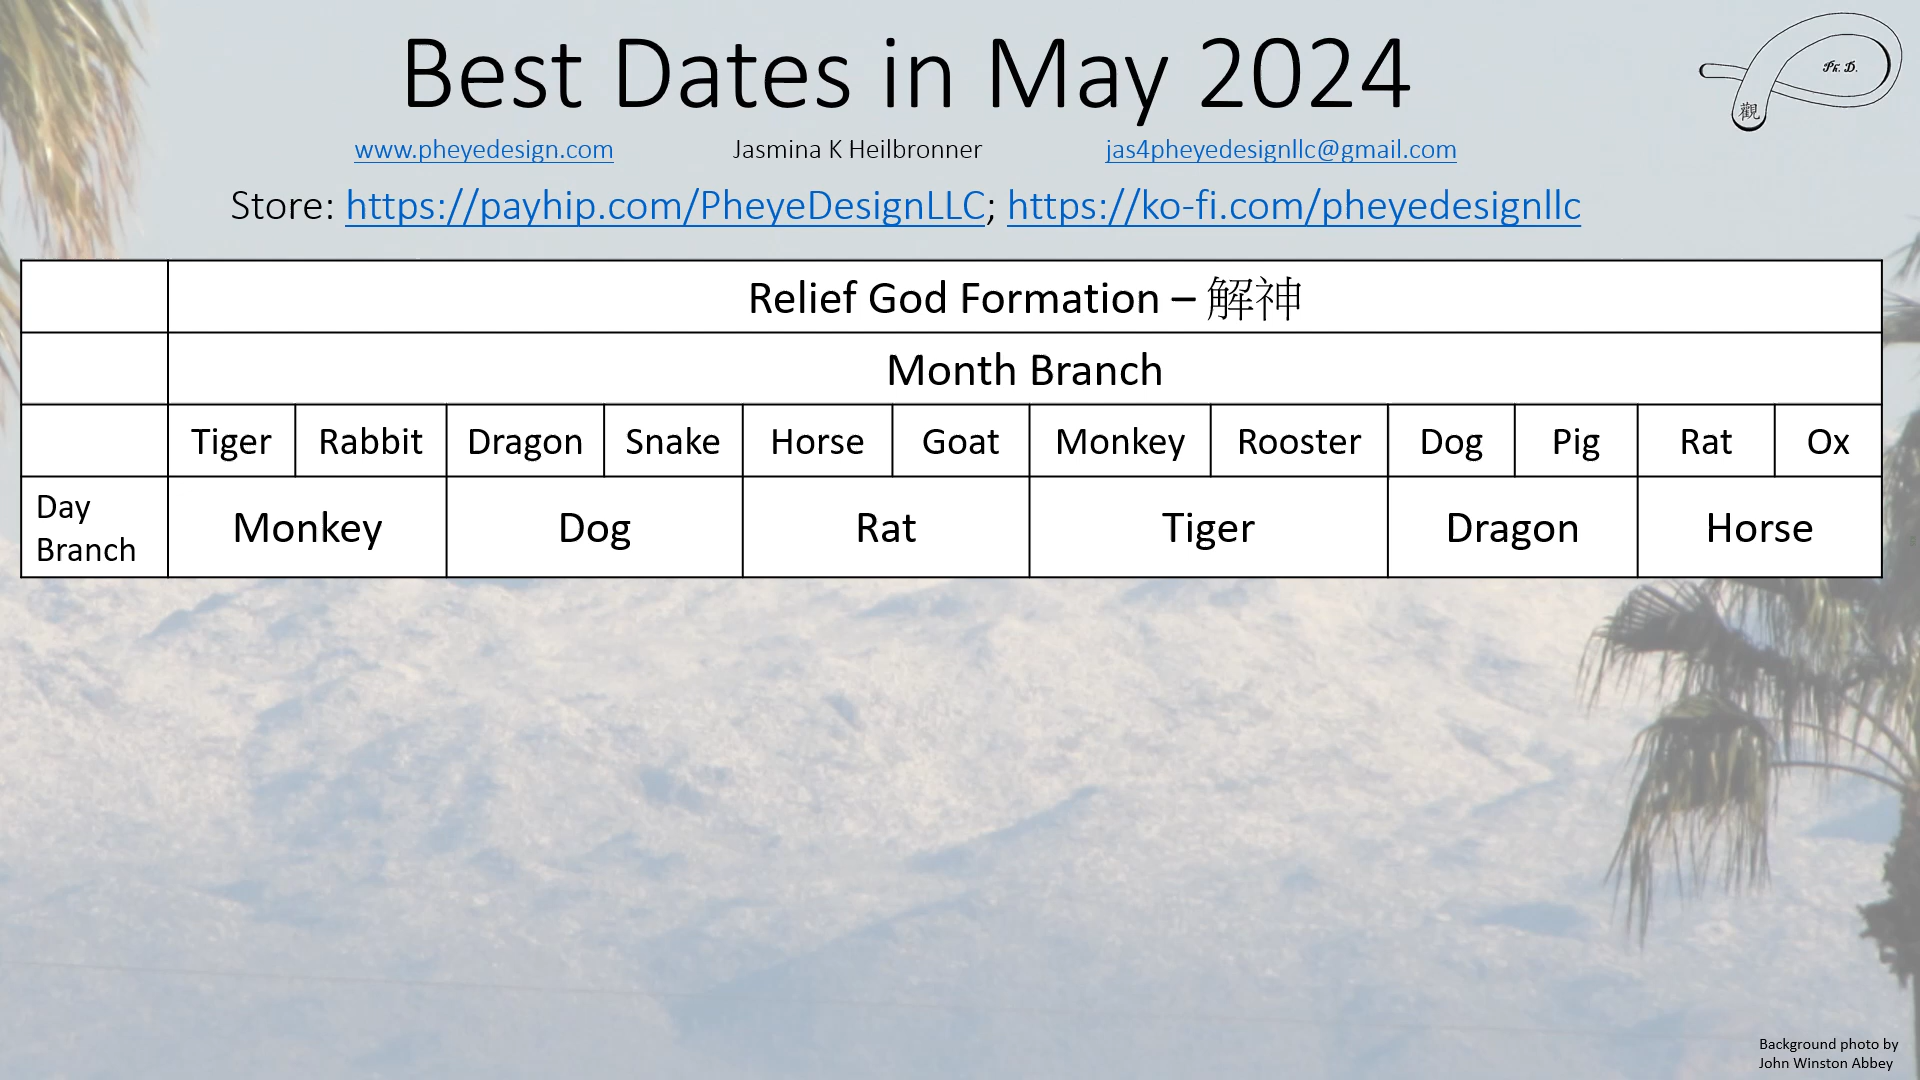 Best Dates in May 2024
Ph. D.
觀
www.pheyedesign.com Jasmina K Heilbronner jas4pheyedesignllc@gmail.com
Store: https://payhip.com/PheyeDesignLLC; https://ko-fi.com/pheyedesignllc
Relief God Formation – 解神
Month Branch
Tiger Rabbit Dragon Snake Horse Goat Monkey Rooster Dog Pig Rat Ox
Day
Branch
Monkey Dog Rat Tiger Dragon Horse
Background photo by
John Winston Abbey